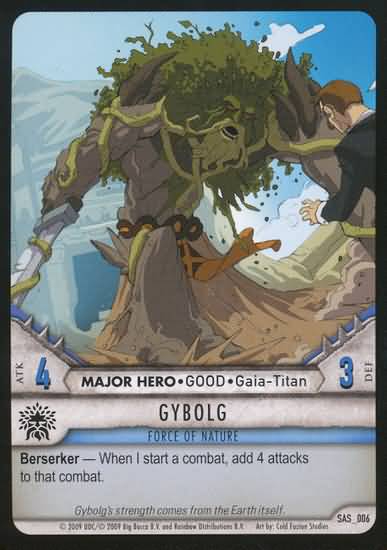 ATK 4 MAJOR HERO•GOOD•Gaia-Titan 3 DEF
GYBOLG
FORCE OF NATURE
Berserker — When I start a combat, add 4 attacks
to that combat.
SAS_006
Gybolg's strength comes from the Earth itself.
© 2009 UDC/© 2009 Big Bocca B.V. and Rainbow Distributions B.V. Art by: Cold Fusion Studios